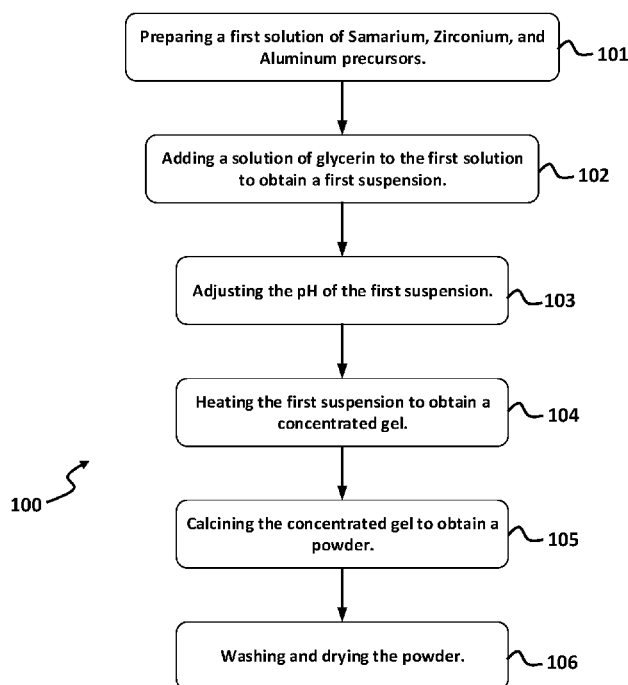 Preparing a first solution of Samarium, Zirconium, and
Aluminum precursors.
101
Adding a solution of glycerin to the first solution
to obtain a first suspension.
102
Adjusting the pH of the first suspension.
103
Heating the first suspension to obtain a
concentrated gel.
104
100
Calcining the concentrated gel to obtain a
powder.
105
Washing and drying the powder.
106